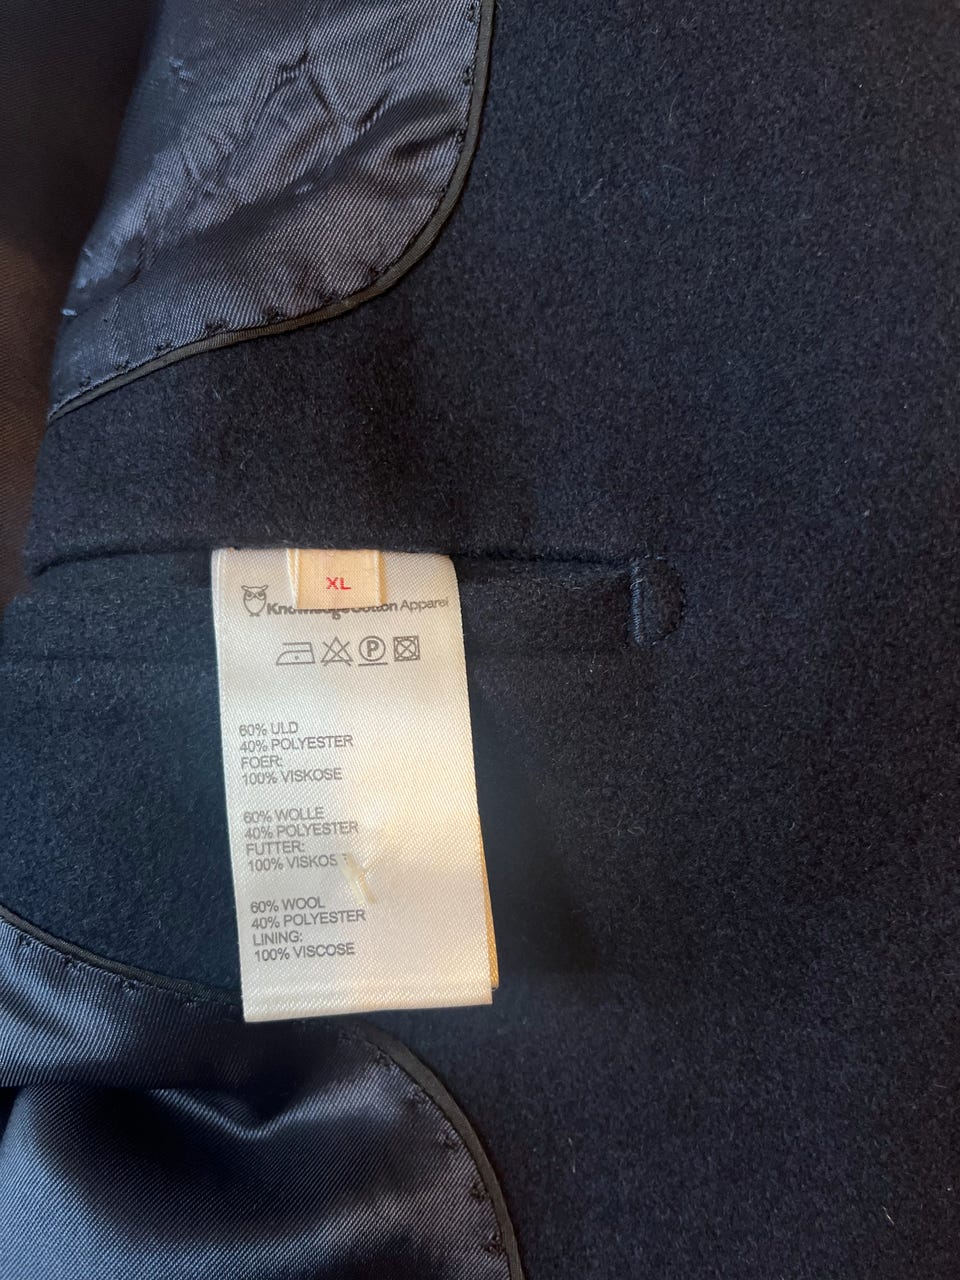 XL
KnowledgeCotton Apparel
P
60% ULD
40% POLYESTER
FOER:
100% VISKOSE
60% WOLLE
40% POLYESTER
FUTTER:
100% VISKOSE
60% WOOL
40% POLYESTER
LINING:
100% VISCOSE